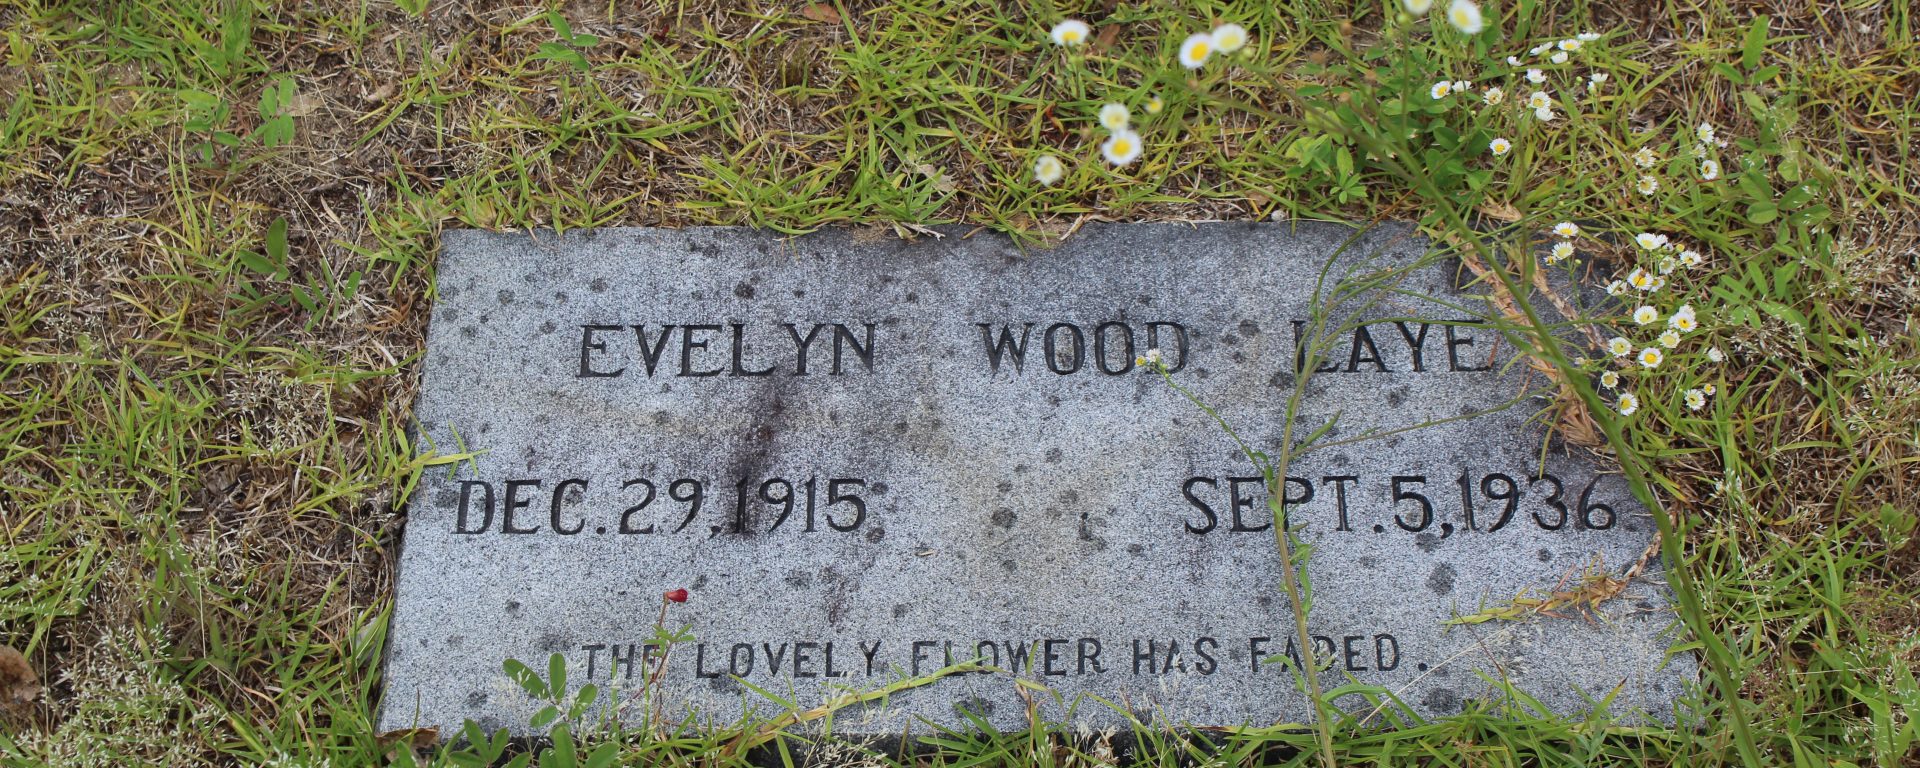 EVELYN WOOD LAYE
DEC. 29, 1915 SEPT. 5, 1936
THE LOVELY FLOWER HAS FADED.